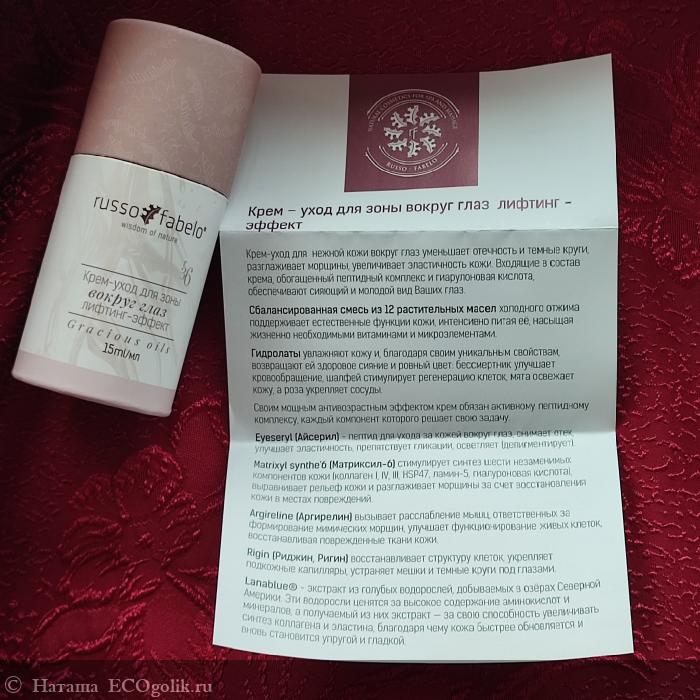 russo fabelo®
wisdom of nature
56
Крем-уход для зоны
вокруг глаз
лифтинг-эффект
Gracious oils
15ml/мл
NATURAL COSMETICS FOR SPA AND MASSAGE
rf
RUSSO - FABELO
Крем – уход для зоны вокруг глаз лифтинг –
эффект
Крем-уход для нежной кожи вокруг глаз уменьшает отечность и темные круги,
разглаживает морщины, увеличивает эластичность кожи. Входящие в состав
крема, обогащенный пептидный комплекс и гиалуроновая кислота,
обеспечивают сияющий и молодой вид Ваших глаз.
Сбалансированная смесь из 12 растительных масел холодного отжима
поддерживает естественные функции кожи, интенсивно питая её, насыщая
жизненно необходимыми витаминами и микроэлементами.
Гидролаты увлажняют кожу и, благодаря своим уникальным свойствам,
возвращают ей здоровое сияние и ровный цвет: бессмертник улучшает
кровообращение, шалфей стимулирует регенерацию клеток, мята освежает
кожу, а роза укрепляет сосуды.
Своим мощным антивозрастным эффектом крем обязан активному пептидному
комплексу, каждый компонент которого решает свою задачу.
Eyeseryl (Айсерил) – пептид для ухода за кожей вокруг глаз, снимает отек,
улучшает эластичность, препятствует гликации, осветляет (депигментирует).
Matrixyl synthe'6 (Матриксил-6) стимулирует синтез шести незаменимых
компонентов кожи (коллаген I, IV, III, HSP47, ламин-5, гиалуроновая кислота),
выравнивает рельеф кожи и разглаживает морщины за счет восстановления
кожи в местах повреждений.
Argireline (Аргирелин) вызывает расслабление мышц, ответственных за
формирование мимических морщин, улучшает функционирование живых клеток,
восстанавливая поврежденные ткани кожи.
Rigin (Риджин, Ригин) восстанавливает структуру клеток, укрепляет
подкожные капилляры, устраняет мешки и темные круги под глазами.
Lanablue® - экстракт из голубых водорослей, добываемых в озёрах Северной
Америки. Эти водоросли ценятся за высокое содержание аминокислот и
минералов, а получаемый из них экстракт — за свою способность увеличивать
синтез коллагена и эластина, благодаря чему кожа быстрее обновляется и
вновь становится упругой и гладкой.
© Наташа ECOgolik.ru